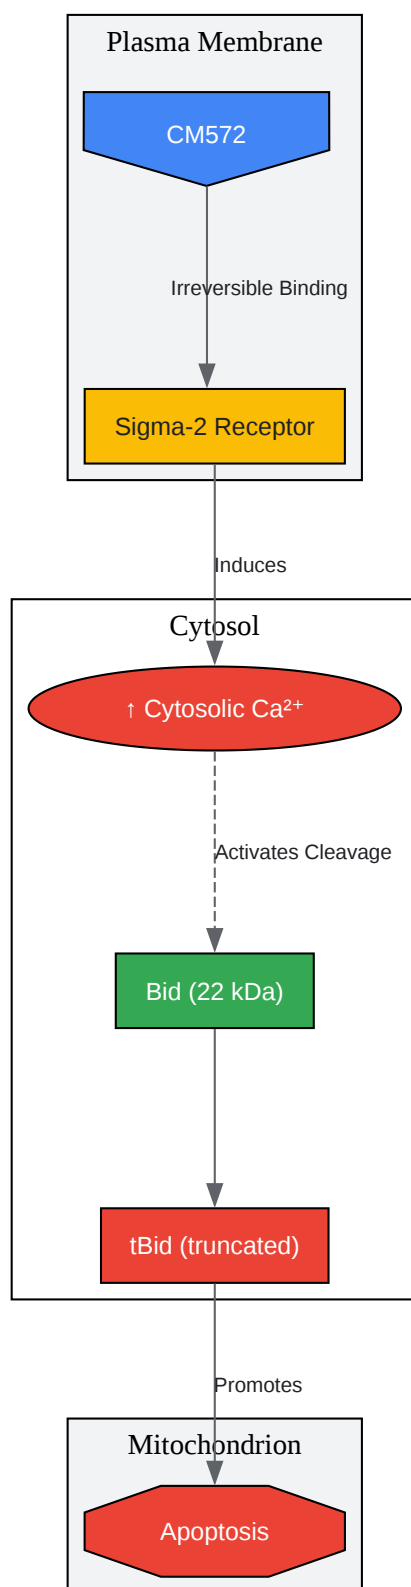 Plasma Membrane
CM572
Irreversible Binding
Sigma-2 Receptor
Induces
Cytosol
↑ Cytosolic Ca²⁺
Activates Cleavage
Bid (22 kDa)
tBid (truncated)
Promotes
Mitochondrion
Apoptosis